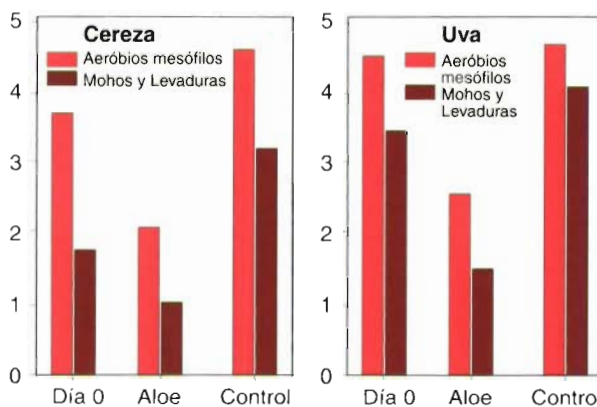 5
4
3
2
1
0
Cereza
Aeróbios mesófilos
Mohos y Levaduras
Día 0 Aloe Control
5
4
3
2
1
0
Uva
Aeróbios
mesófilos
Mohos y
Levaduras
Día 0 Aloe Control